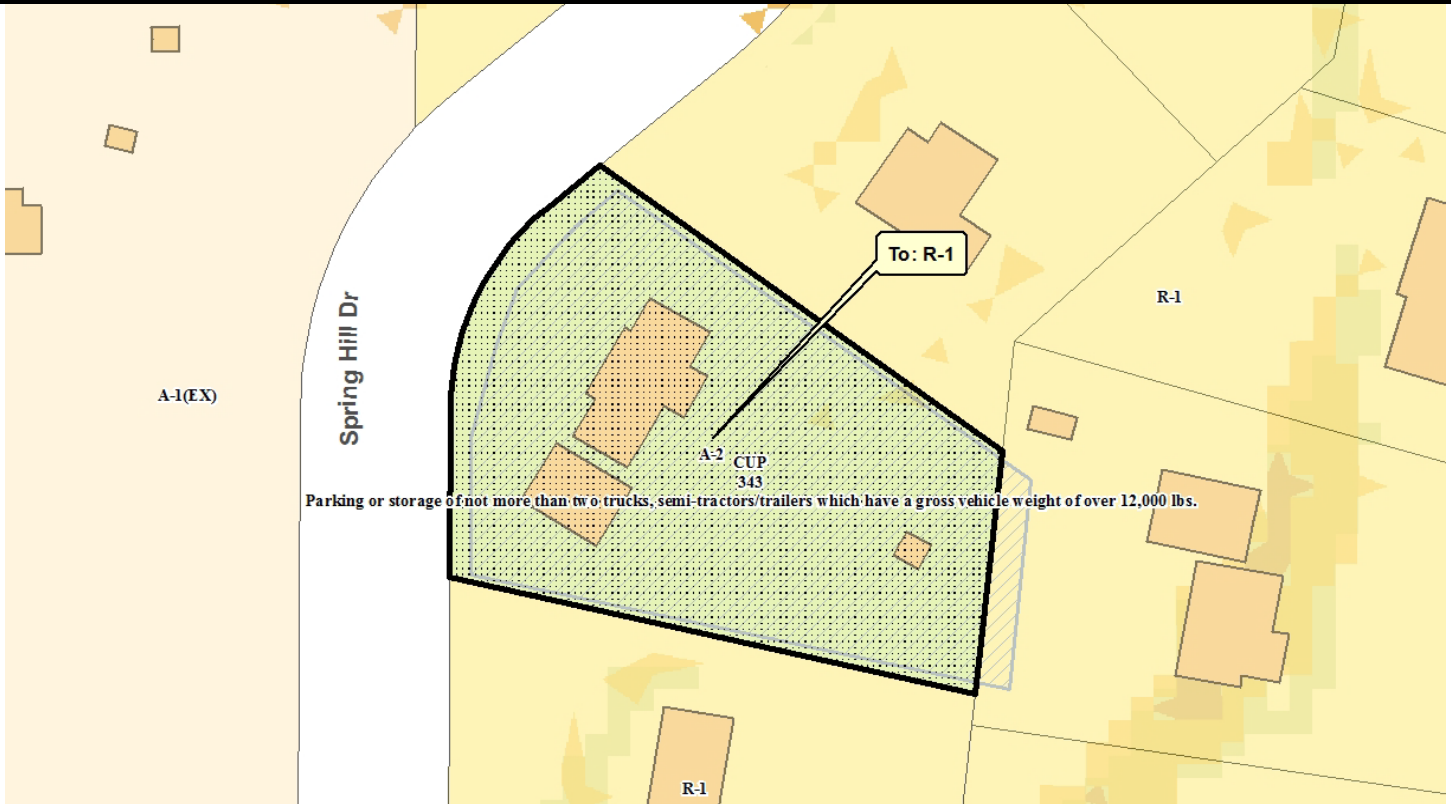 To: R-1
R-1
Spring Hill Dr
A-1(EX)
A-2
CUP
343
Parking or storage of not more than two trucks, semi-tractors/trailers which have a gross vehicle weight of over 12,000 lbs.
R-1